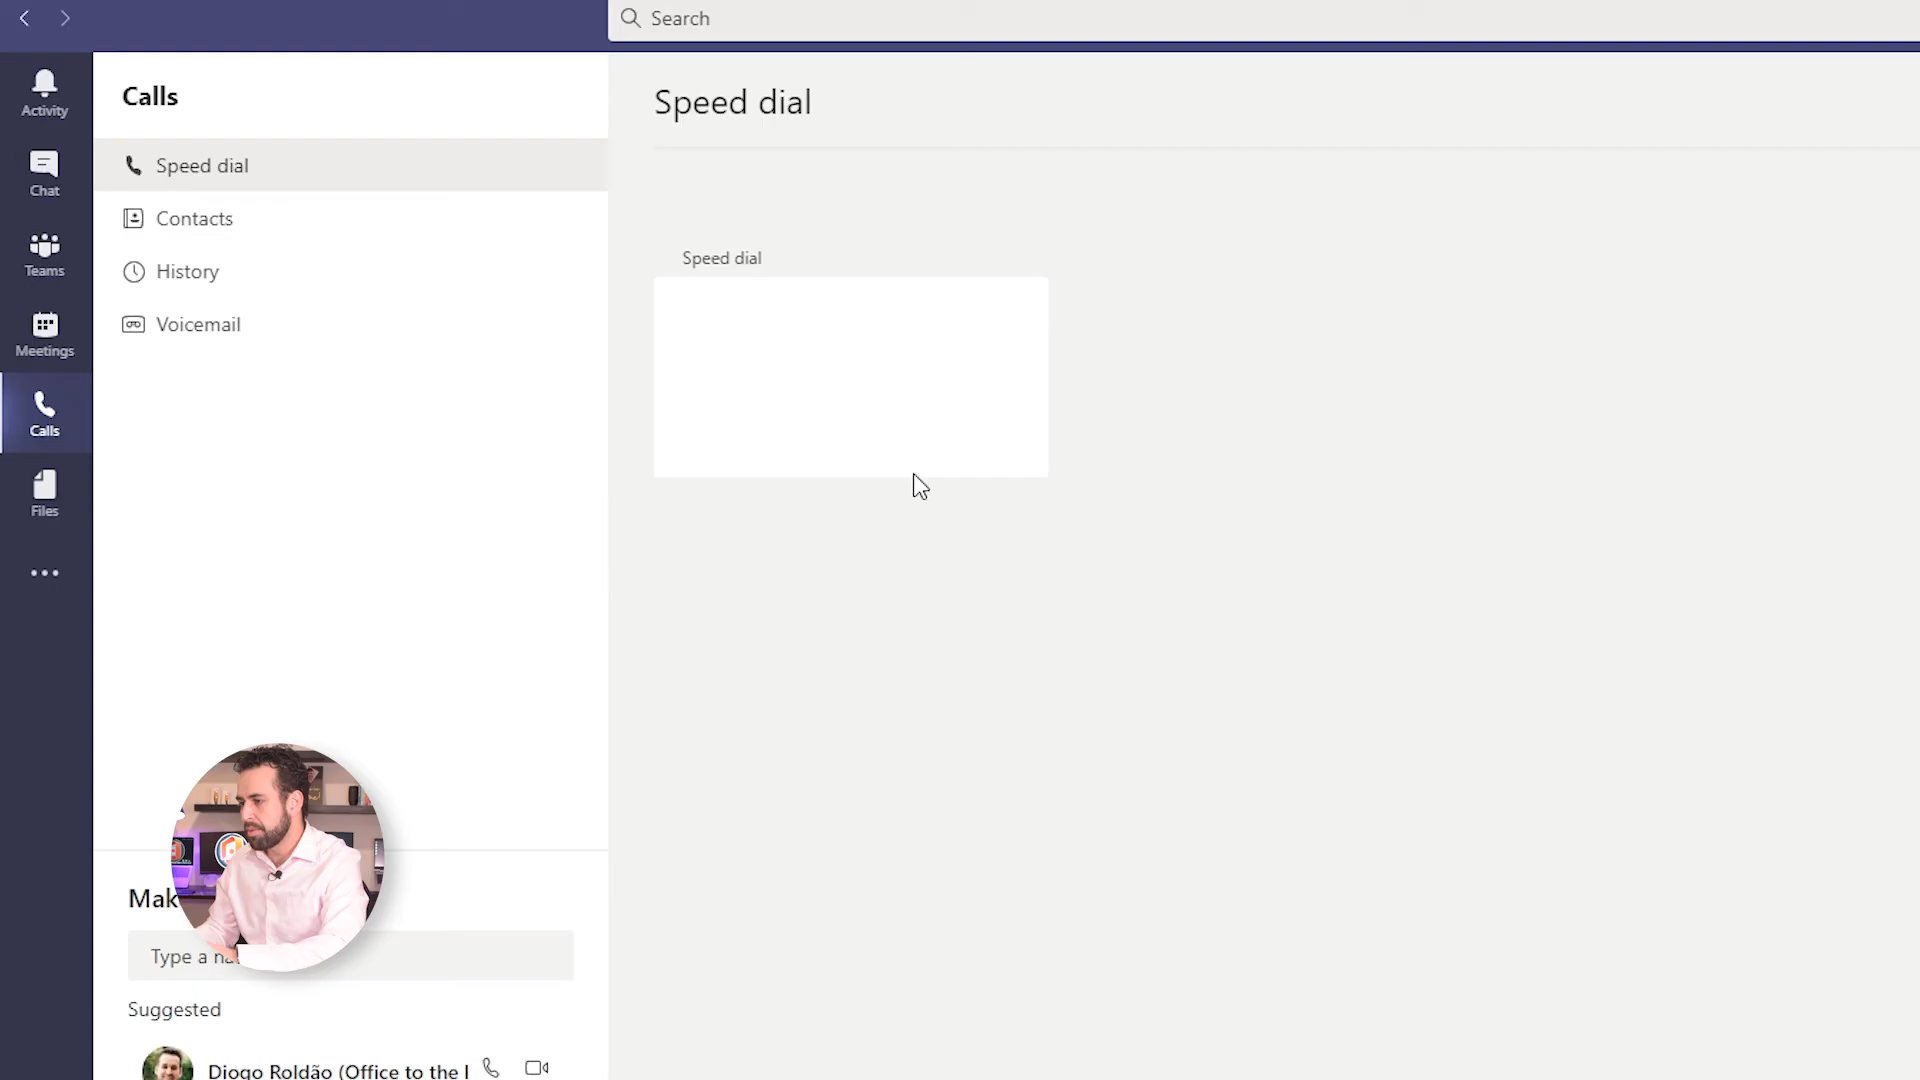 Search
Activity
Chat
Teams
Meetings
Calls
Files
Calls
Speed dial
Contacts
History
Voicemail
Mak
Type a na
Suggested
Diogo Roldão (Office to the
Speed dial
Speed dial